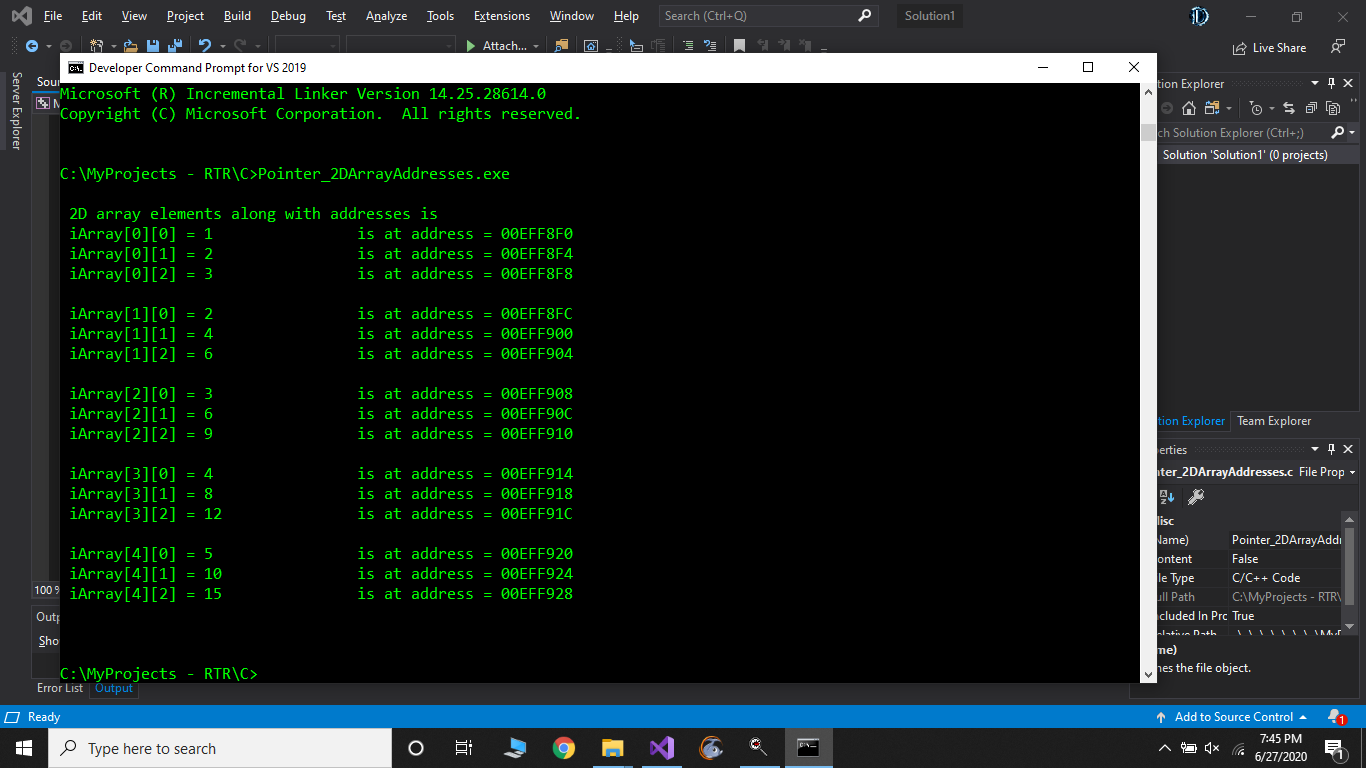 File Edit View Project Build Debug Test Analyze Tools Extensions Window Help Search (Ctrl+Q) Solution1
Attach... Live Share
Server Explorer
Developer Command Prompt for VS 2019
Microsoft (R) Incremental Linker Version 14.25.28614.0
Copyright (C) Microsoft Corporation.  All rights reserved.
C:\MyProjects - RTR\C>Pointer_2DArrayAddresses.exe
2D array elements along with addresses is
iArray[0][0] = 1 is at address = 00EFF8F0
iArray[0][1] = 2 is at address = 00EFF8F4
iArray[0][2] = 3 is at address = 00EFF8F8
iArray[1][0] = 2 is at address = 00EFF8FC
iArray[1][1] = 4 is at address = 00EFF900
iArray[1][2] = 6 is at address = 00EFF904
iArray[2][0] = 3 is at address = 00EFF908
iArray[2][1] = 6 is at address = 00EFF90C
iArray[2][2] = 9 is at address = 00EFF910
iArray[3][0] = 4 is at address = 00EFF914
iArray[3][1] = 8 is at address = 00EFF918
iArray[3][2] = 12 is at address = 00EFF91C
iArray[4][0] = 5 is at address = 00EFF920
iArray[4][1] = 10 is at address = 00EFF924
iArray[4][2] = 15 is at address = 00EFF928
C:\MyProjects - RTR\C>
Sou
100 %
Outp
Sho
Error List Output
tion Explorer
ch Solution Explorer (Ctrl+;)
Solution 'Solution1' (0 projects)
tion Explorer Team Explorer
erties
nter_2DArrayAddresses.c File Prop
lisc
Name) Pointer_2DArrayAddr
ontent False
le Type C/C++ Code
ull Path C:\MyProjects - RTR\
cluded In Prc True
me)
nes the file object.
Ready Add to Source Control 1
Type here to search
7:45 PM
6/27/2020
1